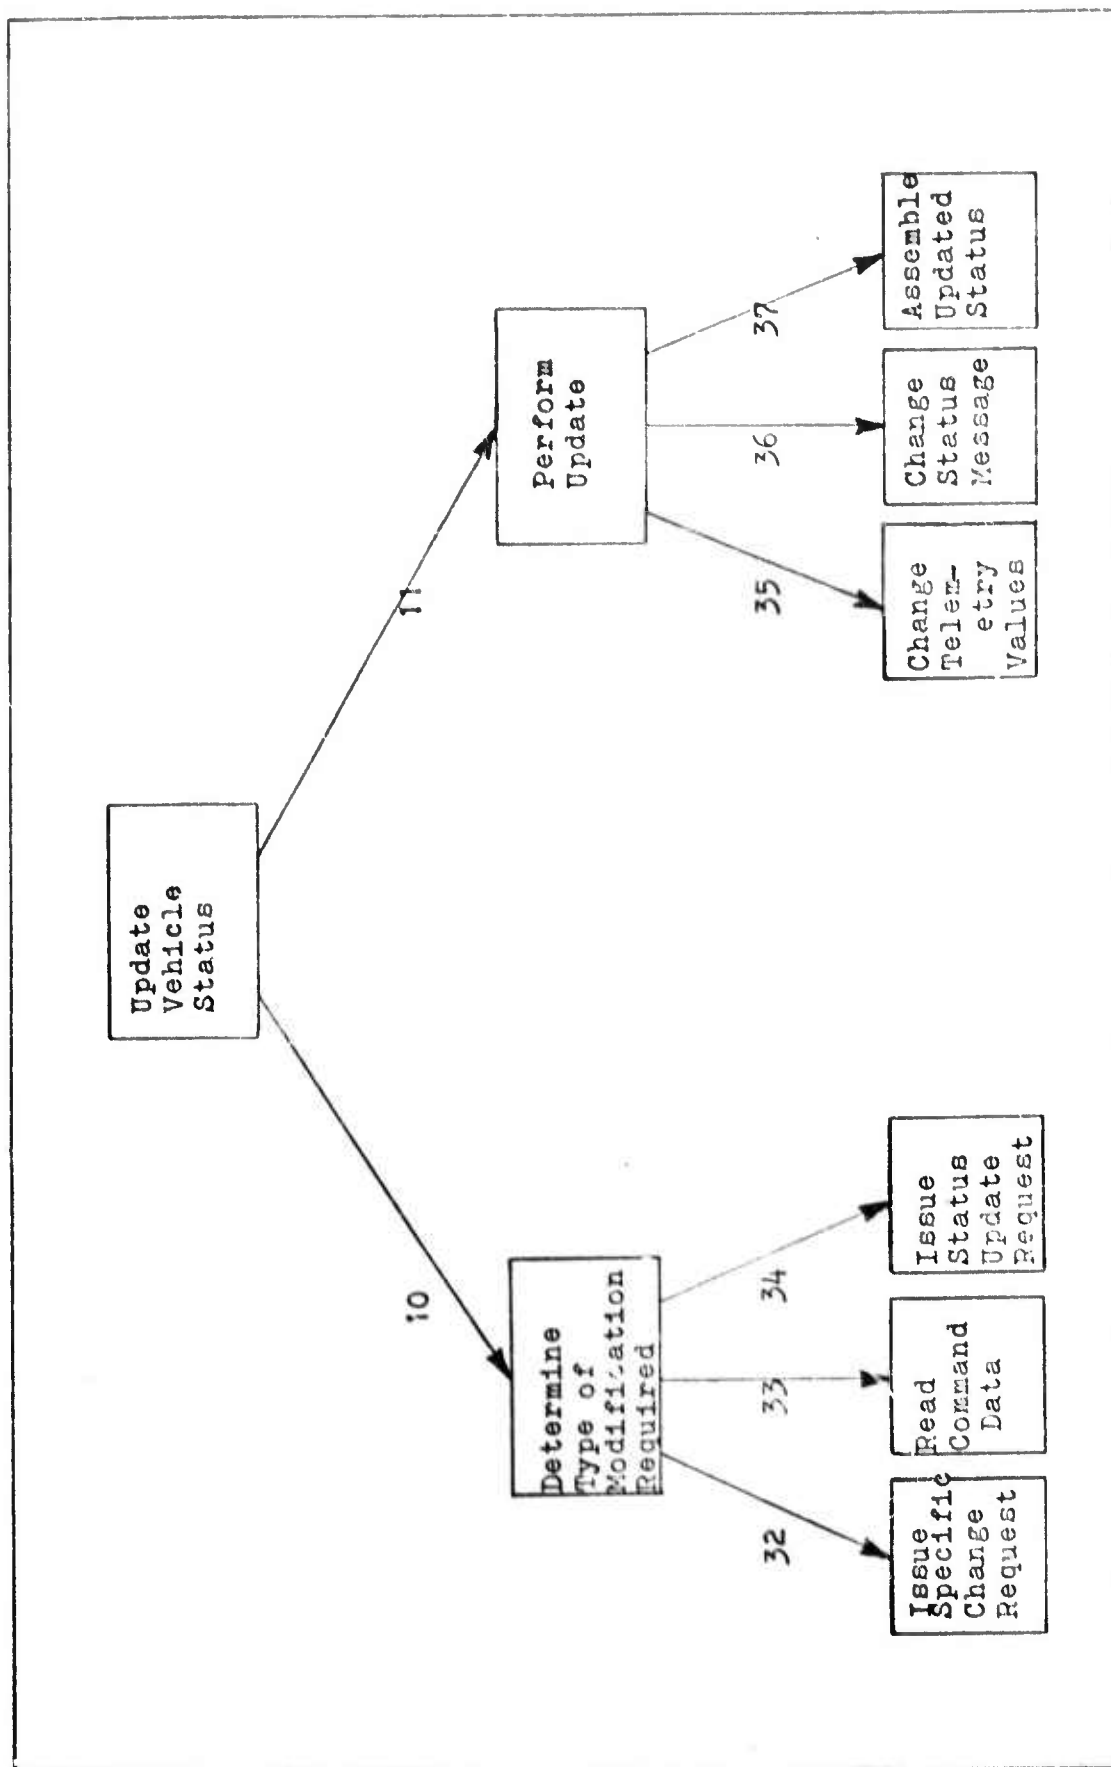 Update
Vehicle
Status
10
11
Determine
Type of
Modification
Required
Perform
Update
32
33
34
35
36
37
Issue
Specific
Change
Request
Read
Command
Data
Issue
Status
Update
Request
Change
Telem-
etry
Values
Change
Status
Message
Assemble
Updated
Status